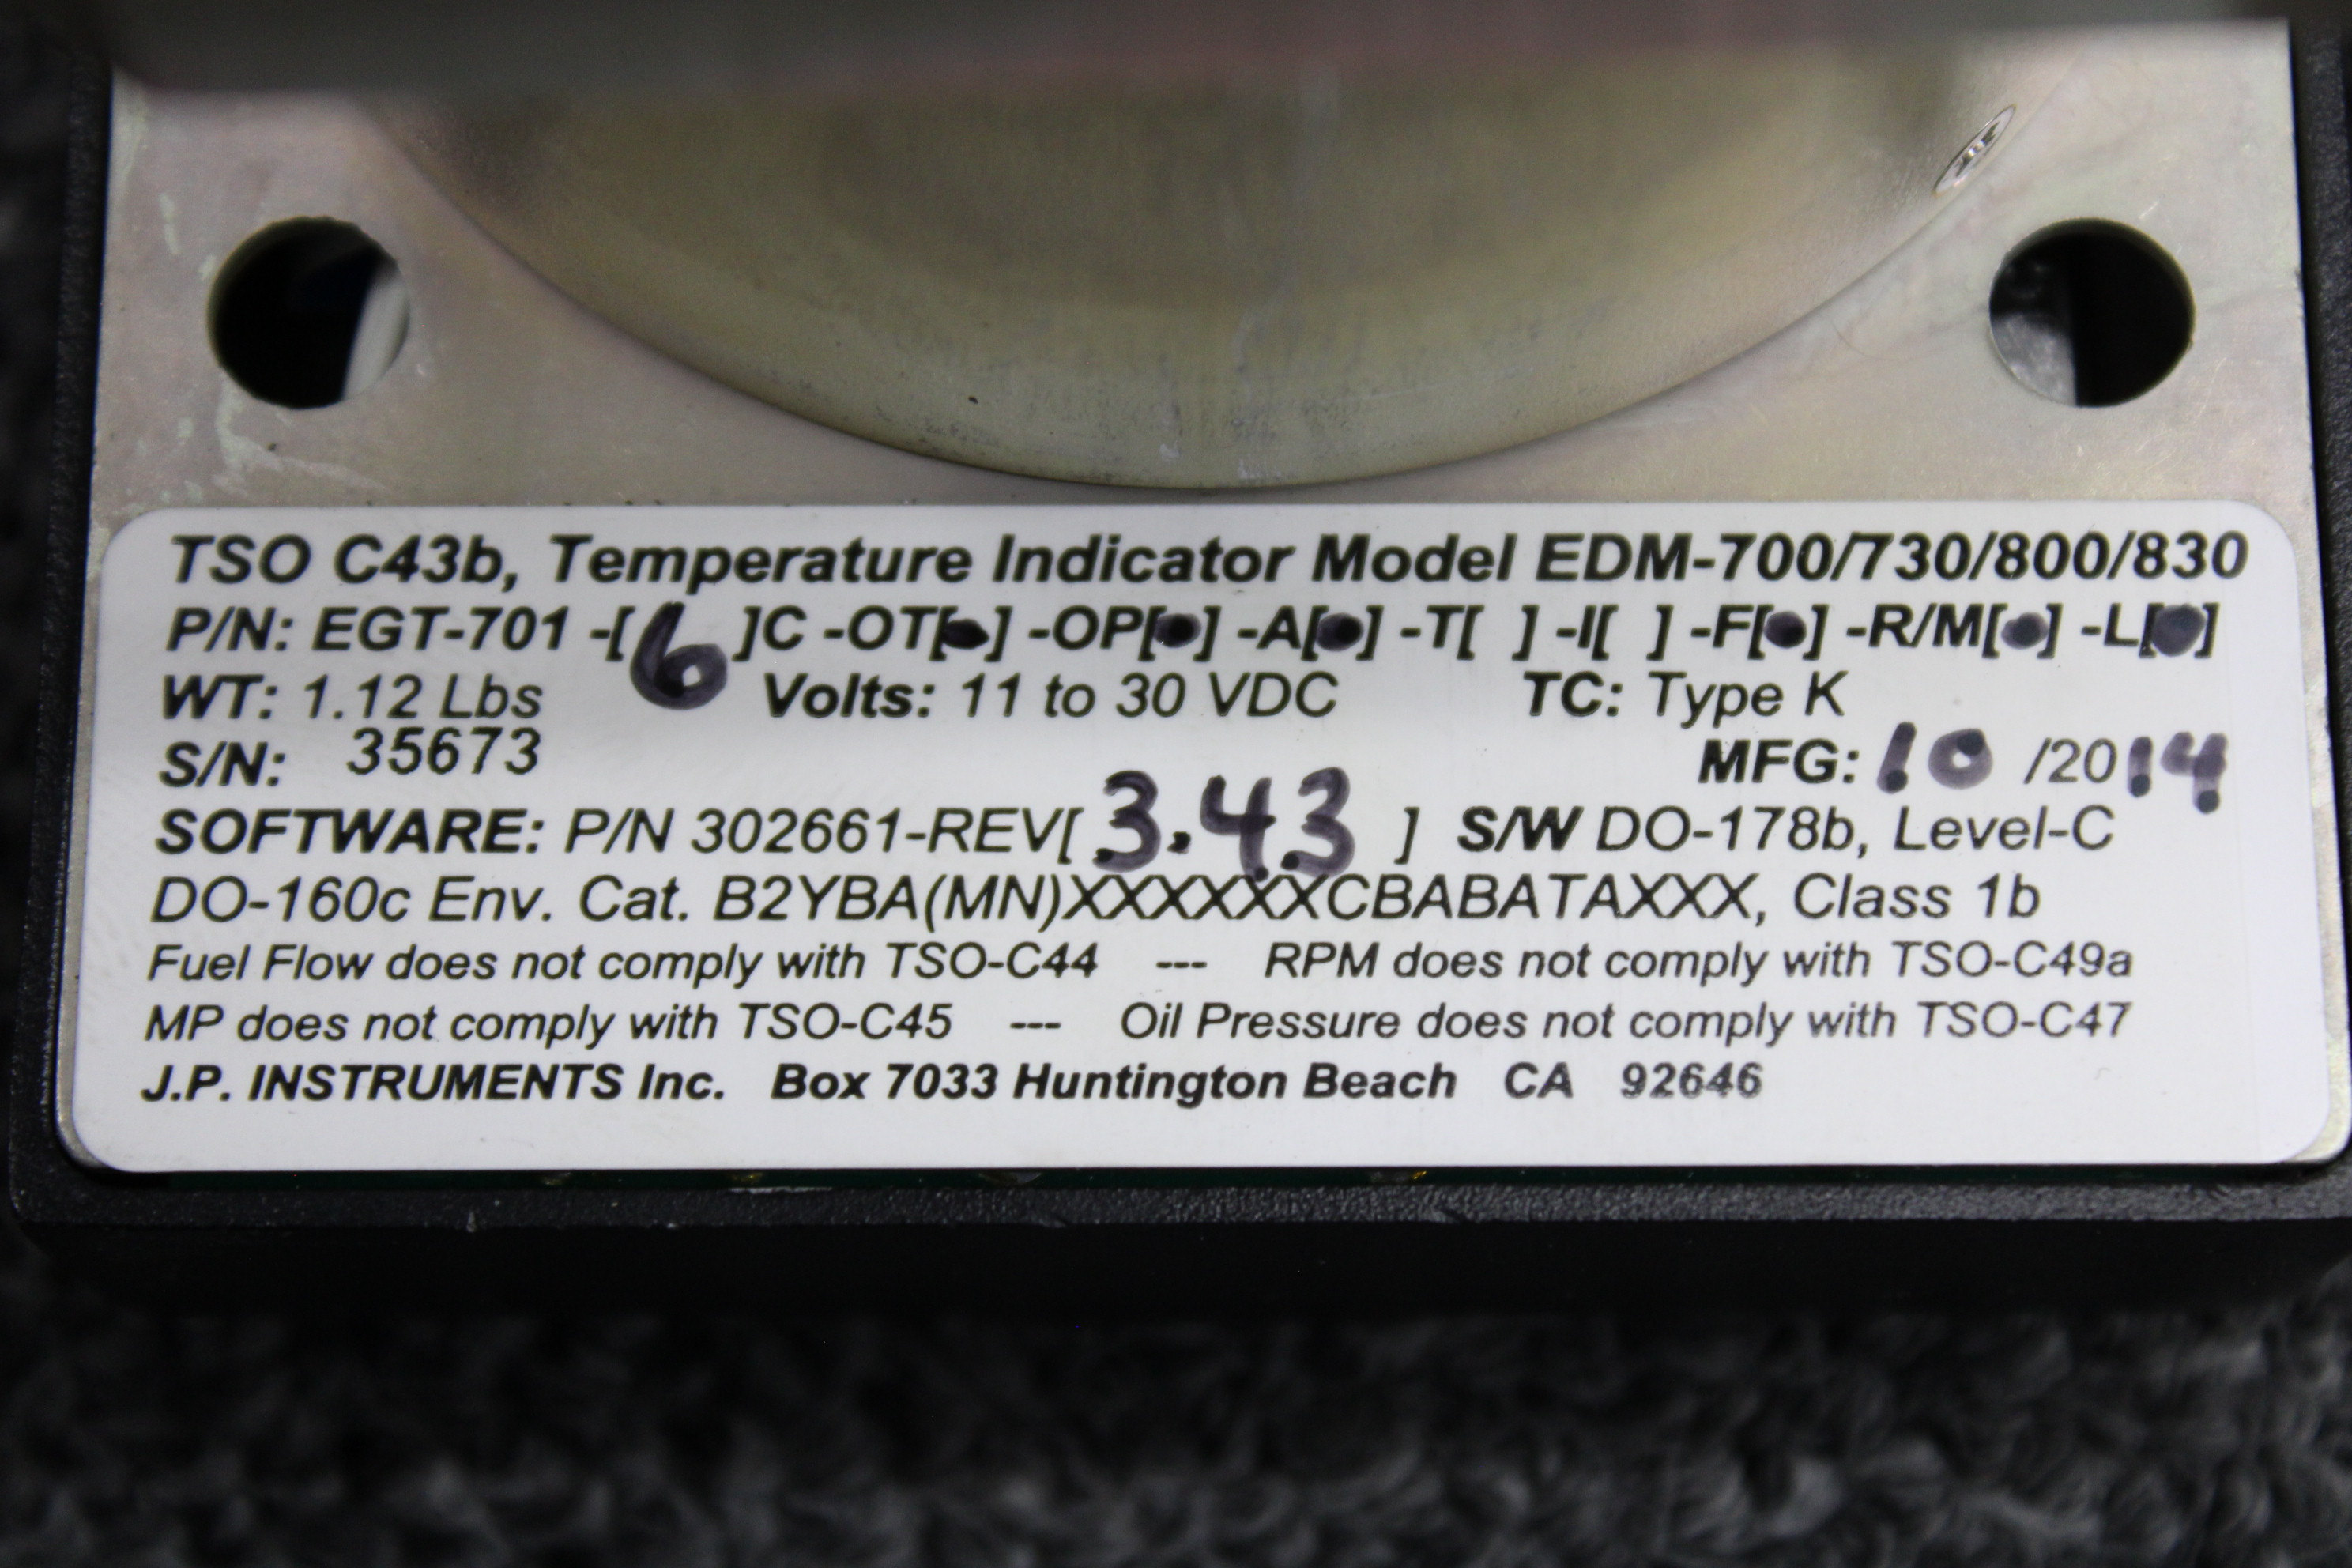 TSO C43b, Temperature Indicator Model EDM-700/730/800/830
P/N: EGT-701 -[6]C -OT[●] -OP[●] -A[●] -T[ ] -I[ ] -F[●] -R/M[●] -L[●]
WT: 1.12 Lbs Volts: 11 to 30 VDC TC: Type K
S/N: 35673 MFG: 10 /2014
SOFTWARE: P/N 302661-REV[ 3.43 ] S/W DO-178b, Level-C
DO-160c Env. Cat. B2YBA(MN)XXXXXXCBABATAXXX, Class 1b
Fuel Flow does not comply with TSO-C44 --- RPM does not comply with TSO-C49a
MP does not comply with TSO-C45 --- Oil Pressure does not comply with TSO-C47
J.P. INSTRUMENTS Inc. Box 7033 Huntington Beach CA 92646